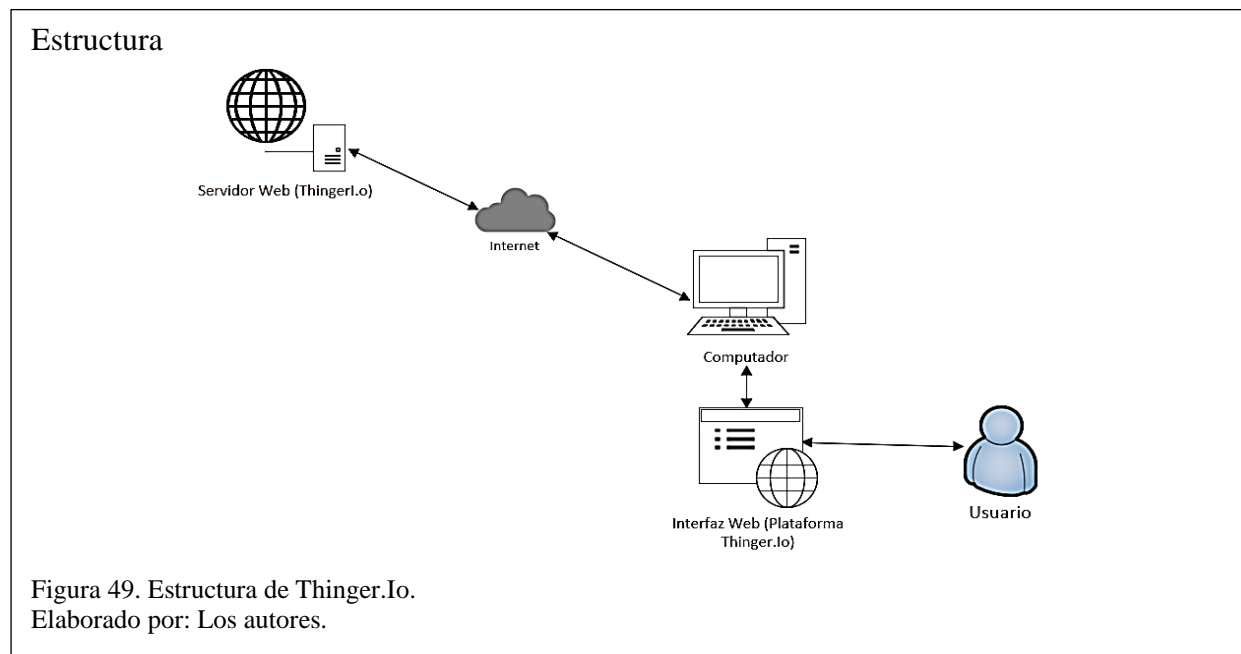 Estructura
Servidor Web (ThingerI.o)
Internet
Computador
Interfaz Web (Plataforma
Thinger.Io)
Usuario
Figura 49. Estructura de Thinger.Io.
Elaborado por: Los autores.